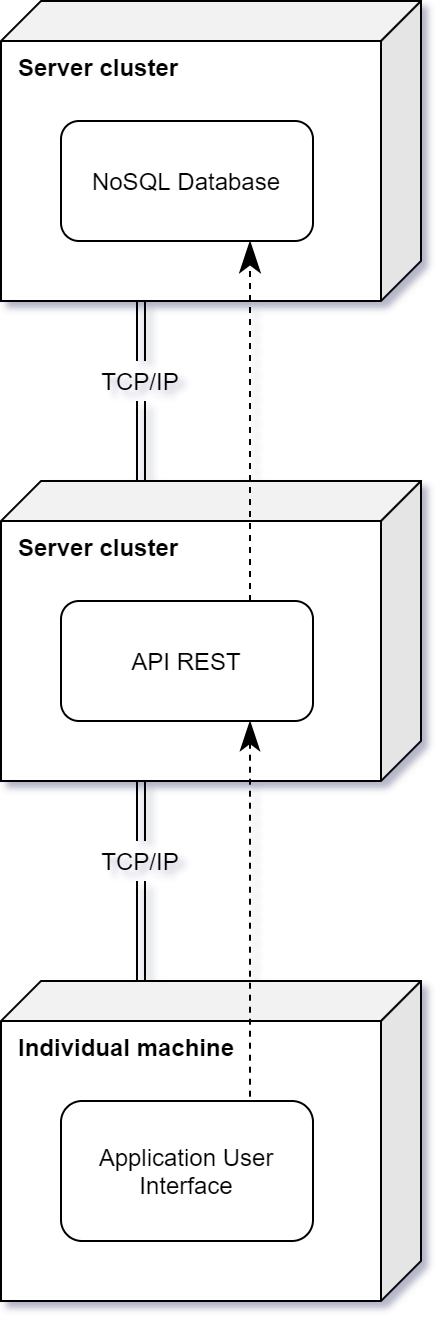 Server cluster
NoSQL Database
TCP/IP
Server cluster
API REST
TCP/IP
Individual machine
Application User
Interface